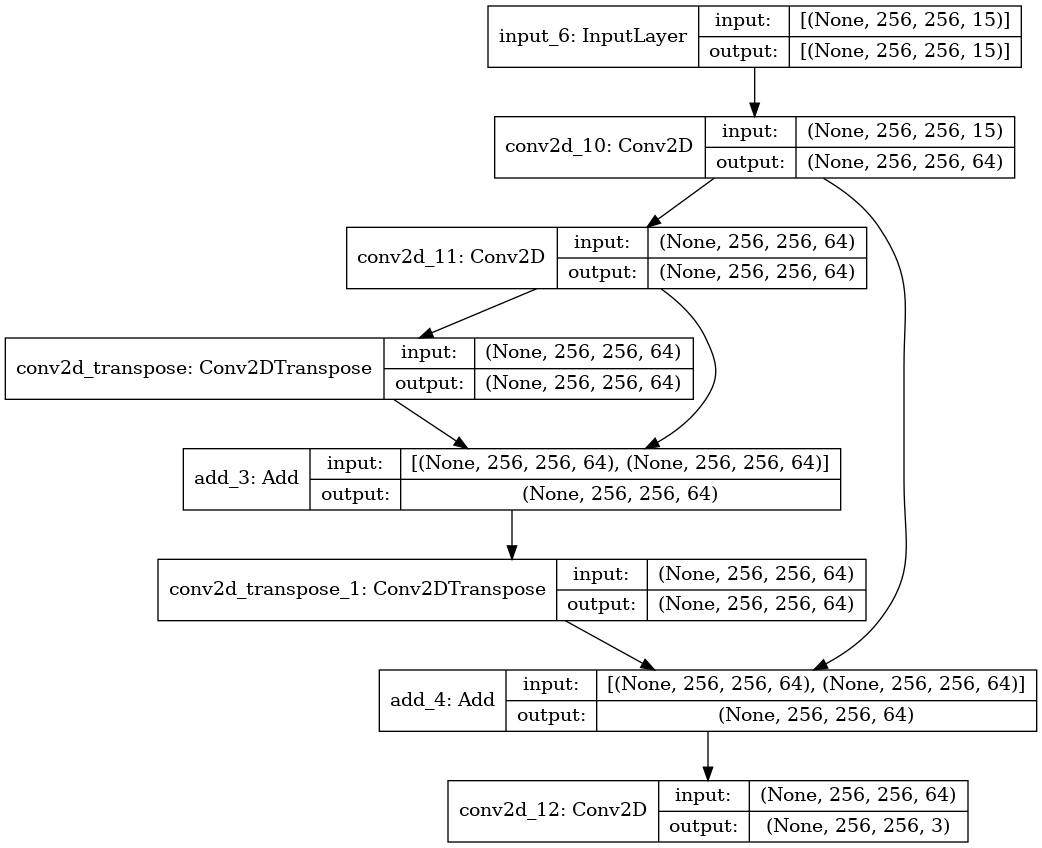 input_6: InputLayer
input:
[(None, 256, 256, 15)]
output:
[(None, 256, 256, 15)]
conv2d_10: Conv2D
input:
(None, 256, 256, 15)
output:
(None, 256, 256, 64)
conv2d_11: Conv2D
input:
(None, 256, 256, 64)
output:
(None, 256, 256, 64)
conv2d_transpose: Conv2DTranspose
input:
(None, 256, 256, 64)
output:
(None, 256, 256, 64)
add_3: Add
input:
[(None, 256, 256, 64), (None, 256, 256, 64)]
output:
(None, 256, 256, 64)
conv2d_transpose_1: Conv2DTranspose
input:
(None, 256, 256, 64)
output:
(None, 256, 256, 64)
add_4: Add
input:
[(None, 256, 256, 64), (None, 256, 256, 64)]
output:
(None, 256, 256, 64)
conv2d_12: Conv2D
input:
(None, 256, 256, 64)
output:
(None, 256, 256, 3)